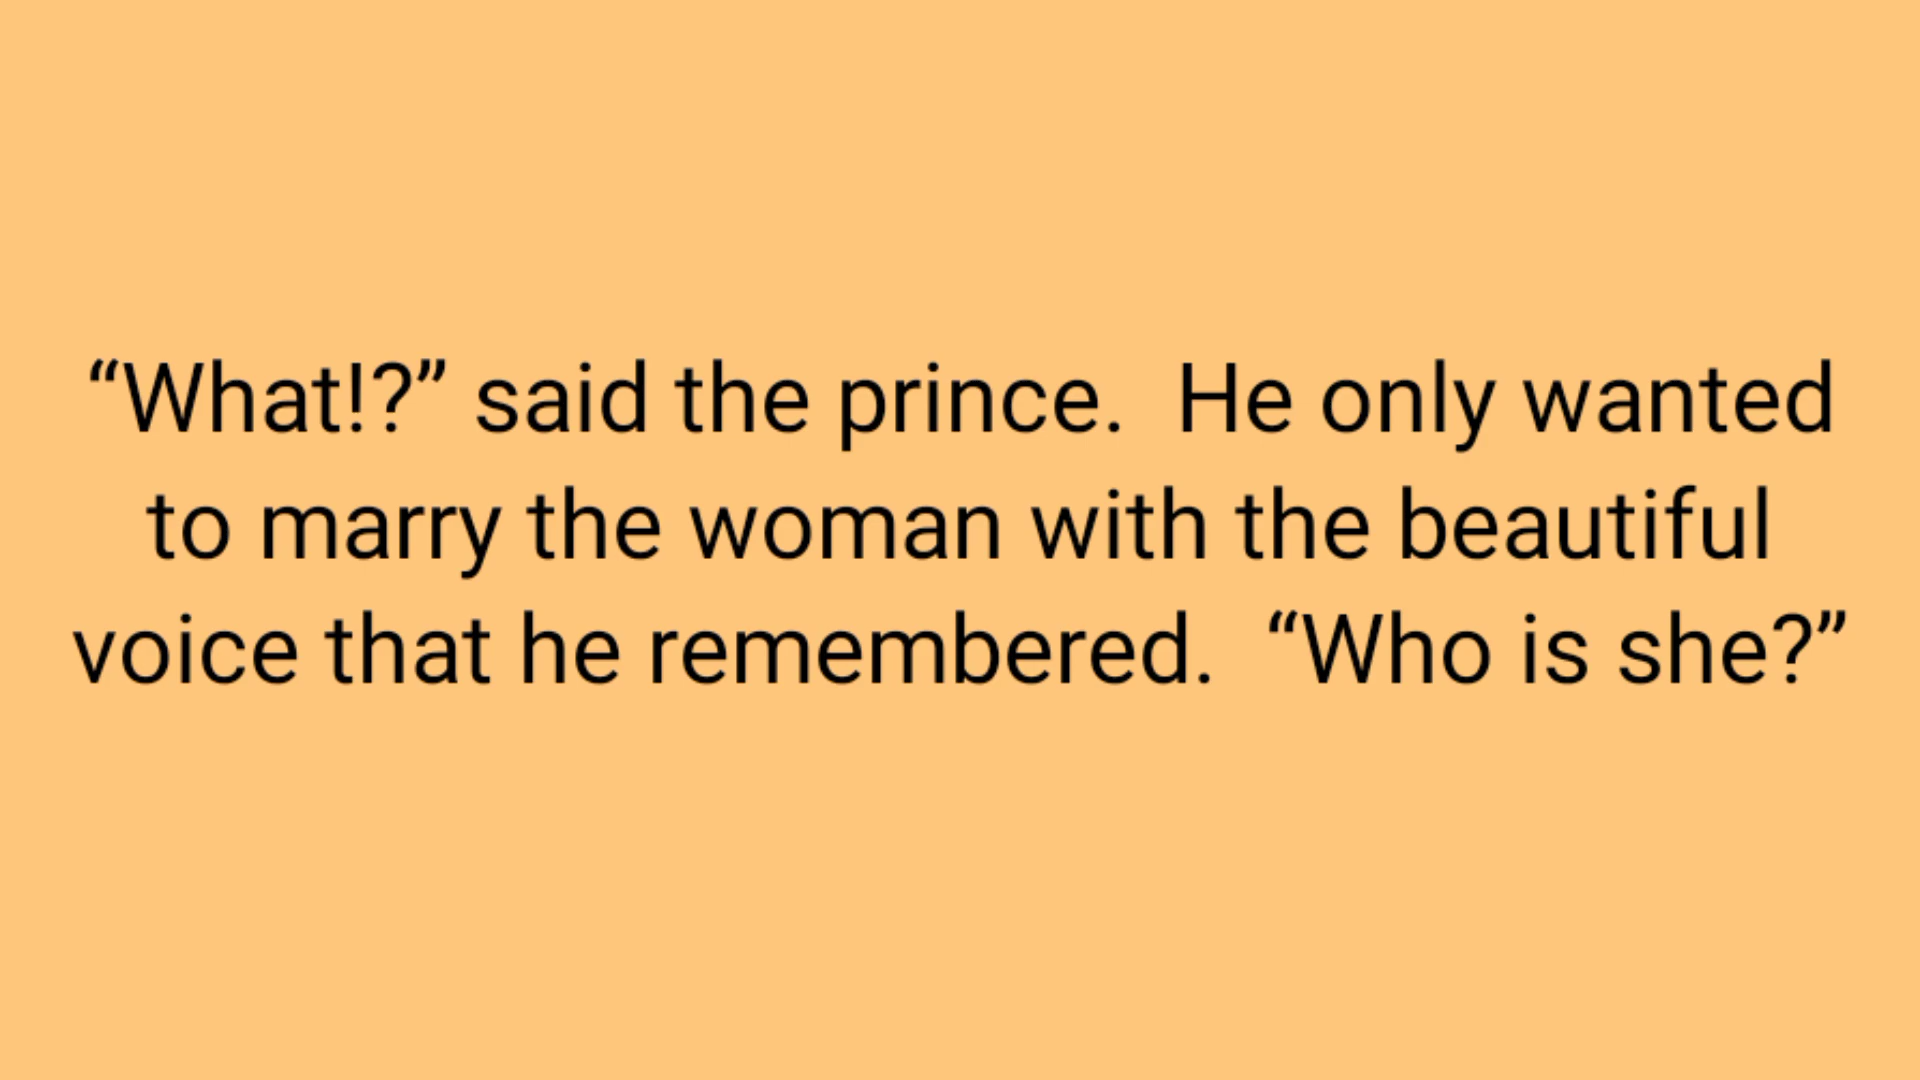 “What!?” said the prince.  He only wanted
to marry the woman with the beautiful
voice that he remembered.  “Who is she?”